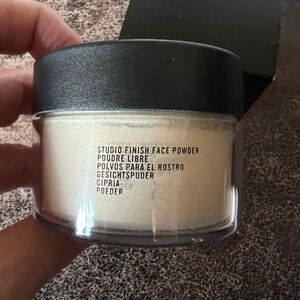 STUDIO FINISH FACE POWDER
POUDRE LIBRE
POLVOS PARA EL ROSTRO
GESICHTSPUDER
CIPRIA
POEDER